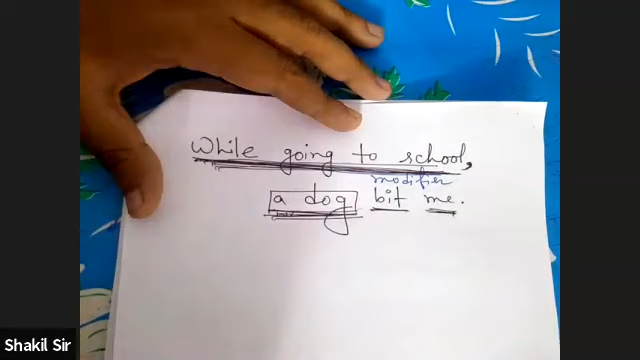 While going to school,
modifier
a dog bit me.
Shakil Sir